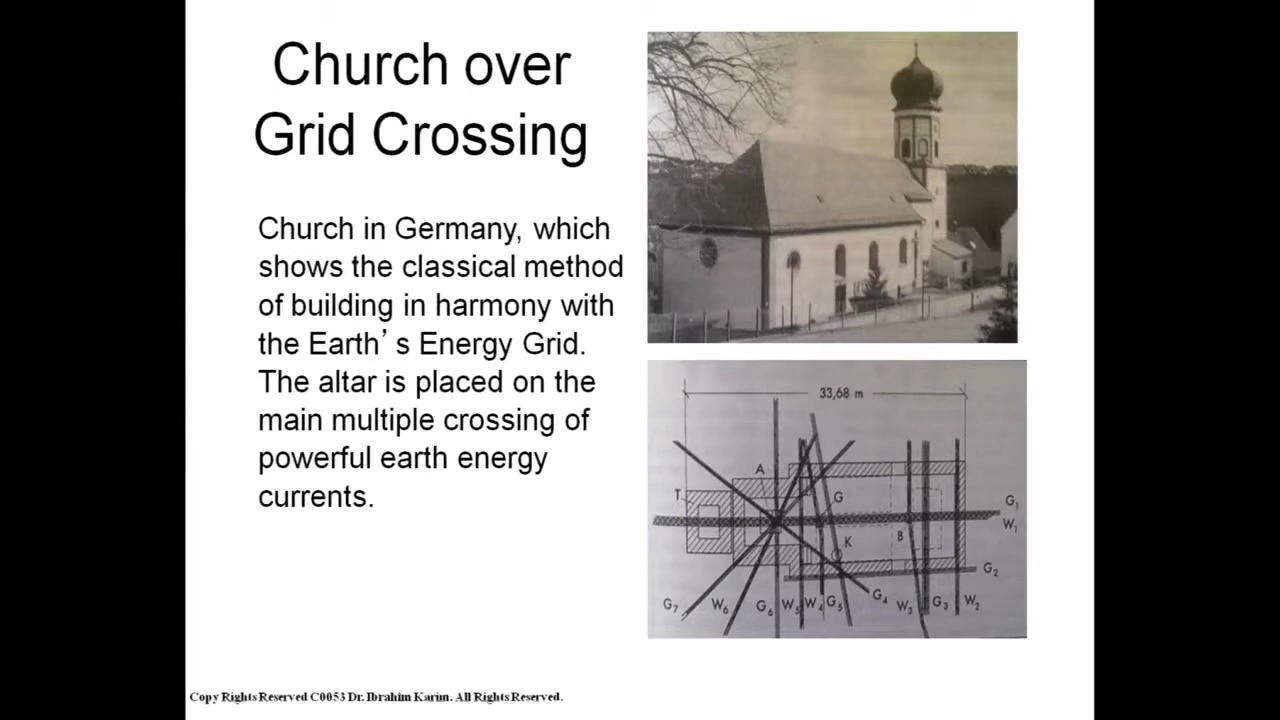 Church over
Grid Crossing
Church in Germany, which
shows the classical method
of building in harmony with
the Earth’ s Energy Grid.
The altar is placed on the
main multiple crossing of
powerful earth energy
currents.
33,68 m
A
T
G
G₁
W₁
K
B
G₂
G₇ W₆ G₆ W₅ W₄ G₅ G₄ W₃ G₃ W₂
Copy Rights Reserved C0053 Dr. Ibrahim Karim. All Rights Reserved.